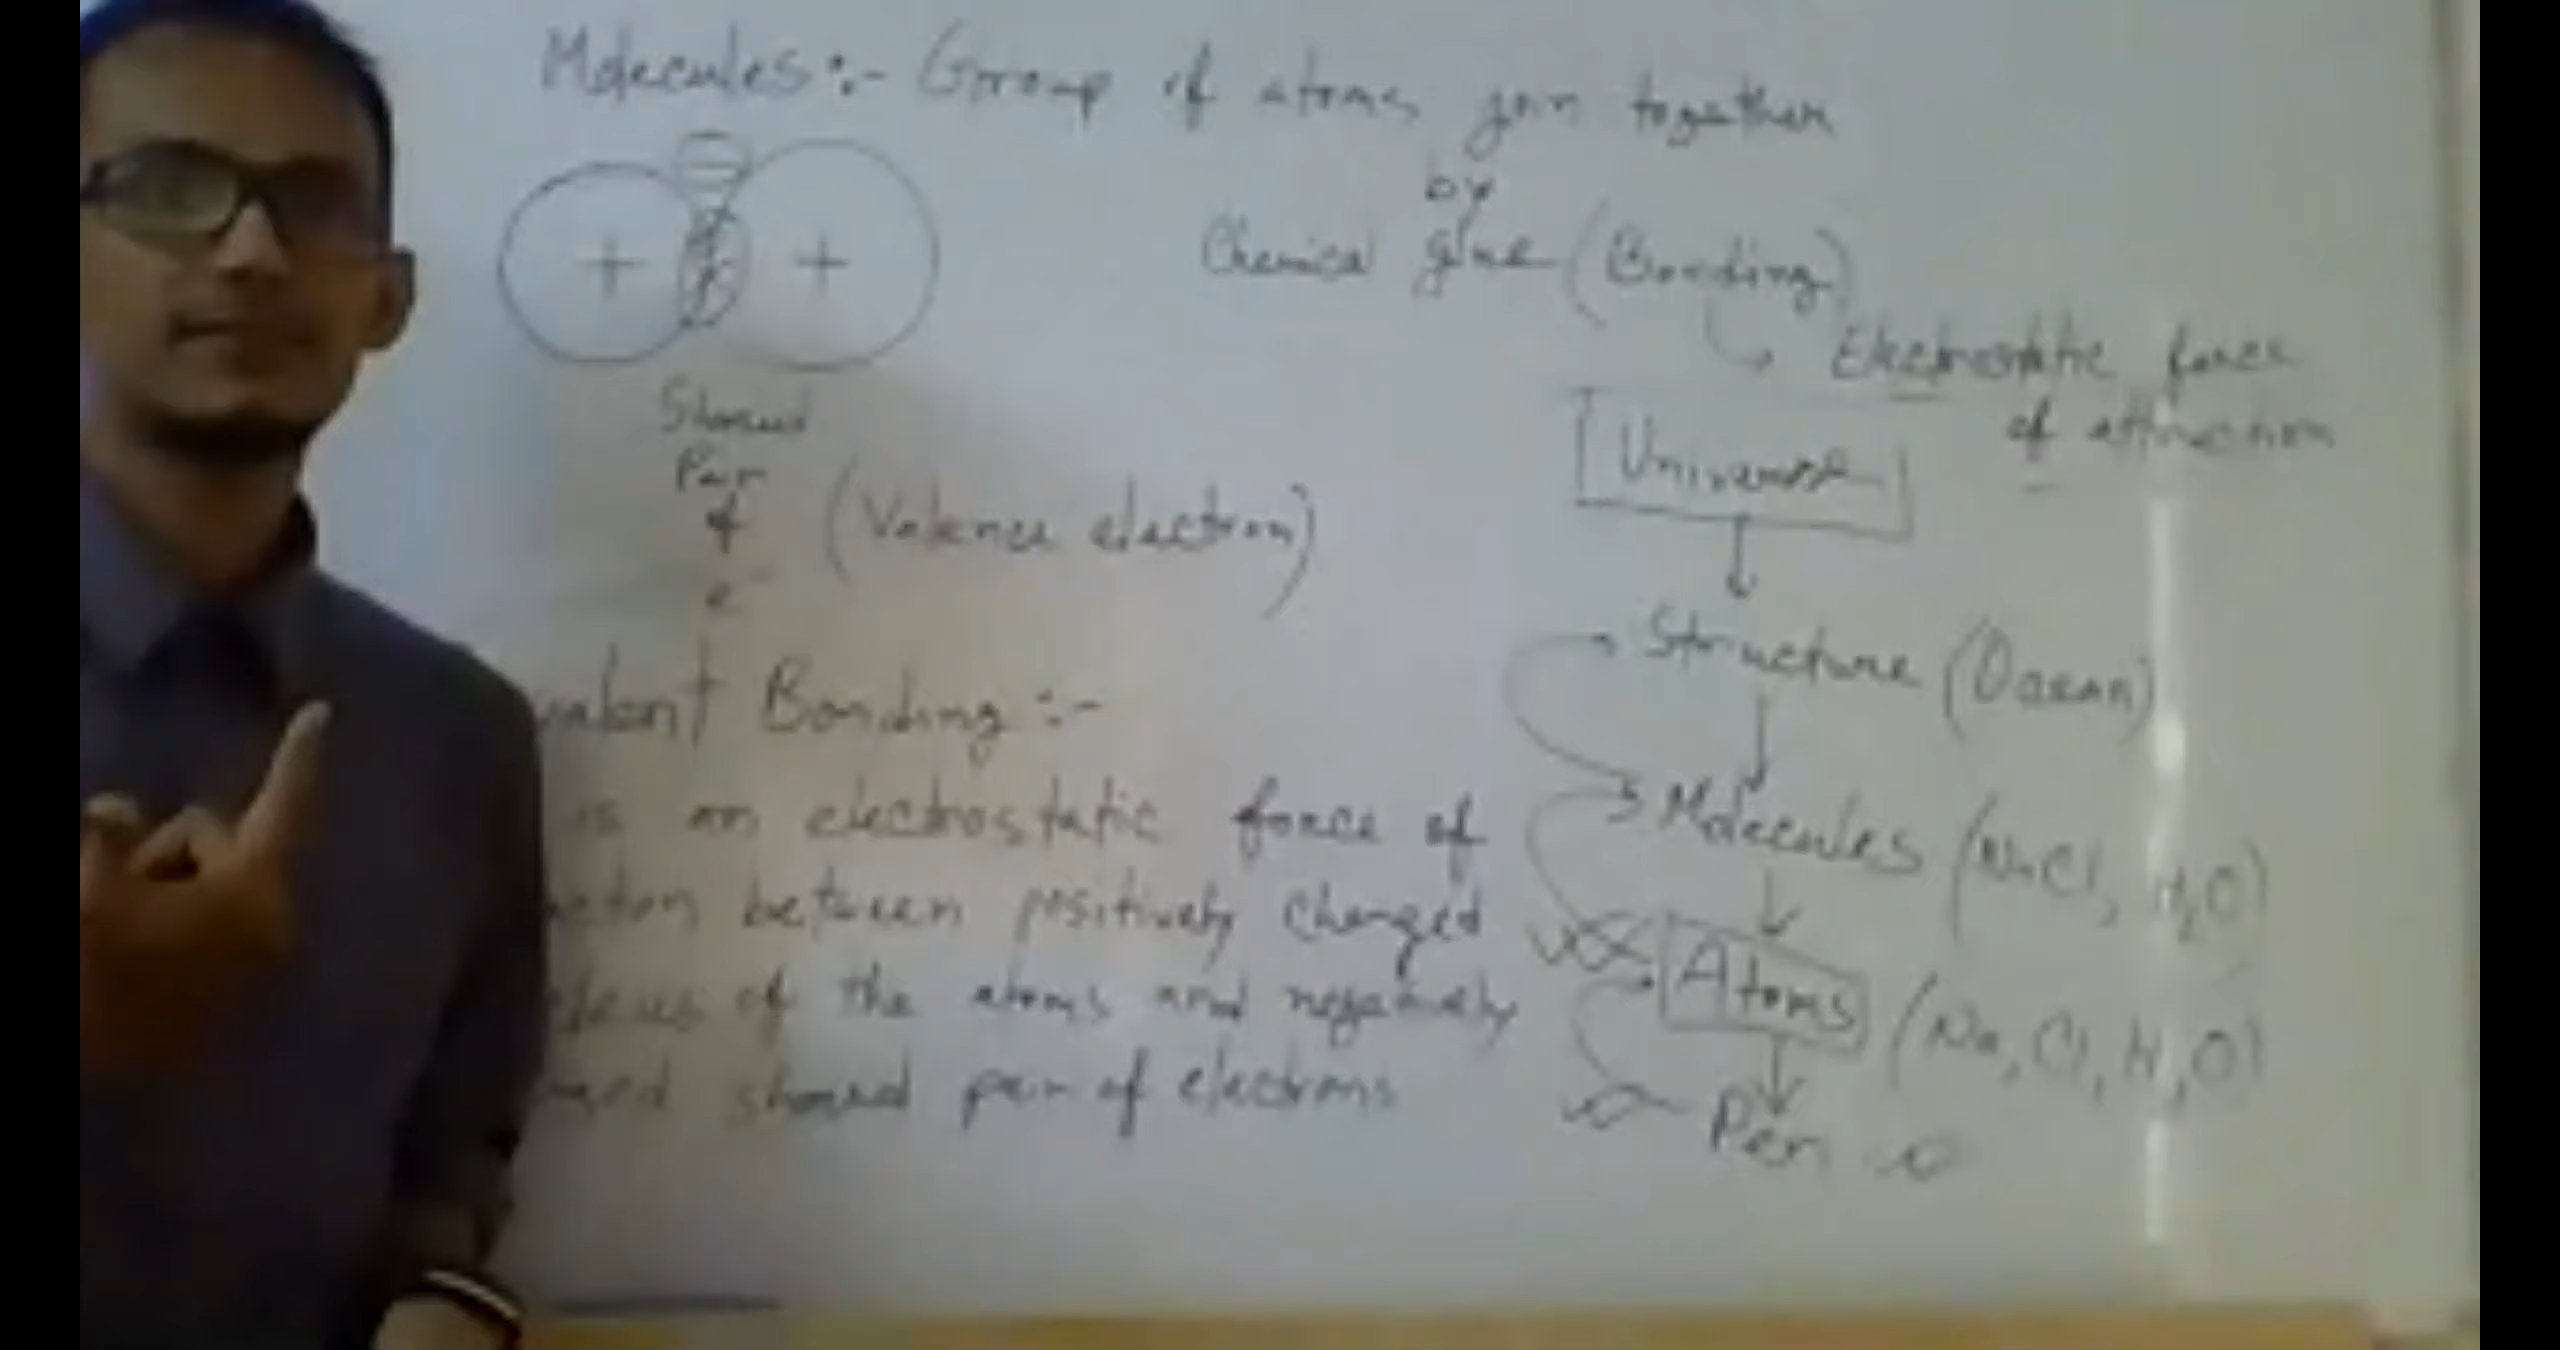 Molecules :- Group of atoms join together
by
Chemical glue (Bonding)
Electrostatic force
of attraction
+ +
Shared
Pair
of (Valence electron)
e-
valent Bonding :-
is an electrostatic force of
between positively charged
of the atoms and negatively
shared pair of electrons
Universe
Structure (Ocean)
Molecules (NaCl, H₂O)
Atoms (Na, Cl, H, O)